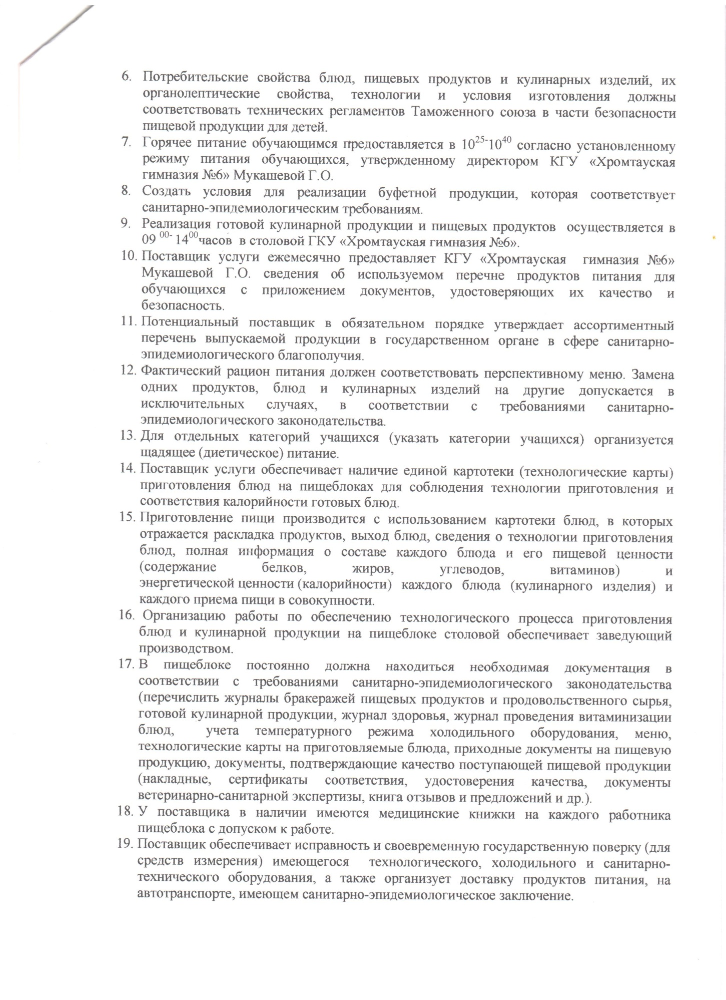 6. Потребительские свойства блюд, пищевых продуктов и кулинарных изделий, их
органолептические свойства, технологии и условия изготовления должны
соответствовать технических регламентов Таможенного союза в части безопасности
пищевой продукции для детей.
7. Горячее питание обучающимся предоставляется в 10²⁵⁻10⁴⁰ согласно установленному
режиму питания обучающихся, утвержденному директором КГУ «Хромтауская
гимназия №6» Мукашевой Г.О.
8. Создать условия для реализации буфетной продукции, которая соответствует
санитарно-эпидемиологическим требованиям.
9. Реализация готовой кулинарной продукции и пищевых продуктов осуществляется в
09 ⁰⁰⁻ 14⁰⁰часов в столовой ГКУ «Хромтауская гимназия №6».
10. Поставщик услуги ежемесячно предоставляет КГУ «Хромтауская гимназия №6»
Мукашевой Г.О. сведения об используемом перечне продуктов питания для
обучающихся с приложением документов, удостоверяющих их качество и
безопасность.
11. Потенциальный поставщик в обязательном порядке утверждает ассортиментный
перечень выпускаемой продукции в государственном органе в сфере санитарно-
эпидемиологического благополучия.
12. Фактический рацион питания должен соответствовать перспективному меню. Замена
одних продуктов, блюд и кулинарных изделий на другие допускается в
исключительных случаях, в соответствии с требованиями санитарно-
эпидемиологического законодательства.
13. Для отдельных категорий учащихся (указать категории учащихся) организуется
щадящее (диетическое) питание.
14. Поставщик услуги обеспечивает наличие единой картотеки (технологические карты)
приготовления блюд на пищеблоках для соблюдения технологии приготовления и
соответствия калорийности готовых блюд.
15. Приготовление пищи производится с использованием картотеки блюд, в которых
отражается раскладка продуктов, выход блюд, сведения о технологии приготовления
блюд, полная информация о составе каждого блюда и его пищевой ценности
(содержание белков, жиров, углеводов, витаминов) и
энергетической ценности (калорийности) каждого блюда (кулинарного изделия) и
каждого приема пищи в совокупности.
16. Организацию работы по обеспечению технологического процесса приготовления
блюд и кулинарной продукции на пищеблоке столовой обеспечивает заведующий
производством.
17. В пищеблоке постоянно должна находиться необходимая документация в
соответствии с требованиями санитарно-эпидемиологического законодательства
(перечислить журналы бракеражей пищевых продуктов и продовольственного сырья,
готовой кулинарной продукции, журнал здоровья, журнал проведения витаминизации
блюд, учета температурного режима холодильного оборудования, меню,
технологические карты на приготовляемые блюда, приходные документы на пищевую
продукцию, документы, подтверждающие качество поступающей пищевой продукции
(накладные, сертификаты соответствия, удостоверения качества, документы
ветеринарно-санитарной экспертизы, книга отзывов и предложений и др.).
18. У поставщика в наличии имеются медицинские книжки на каждого работника
пищеблока с допуском к работе.
19. Поставщик обеспечивает исправность и своевременную государственную поверку (для
средств измерения) имеющегося технологического, холодильного и санитарно-
технического оборудования, а также организует доставку продуктов питания, на
автотранспорте, имеющем санитарно-эпидемиологическое заключение.